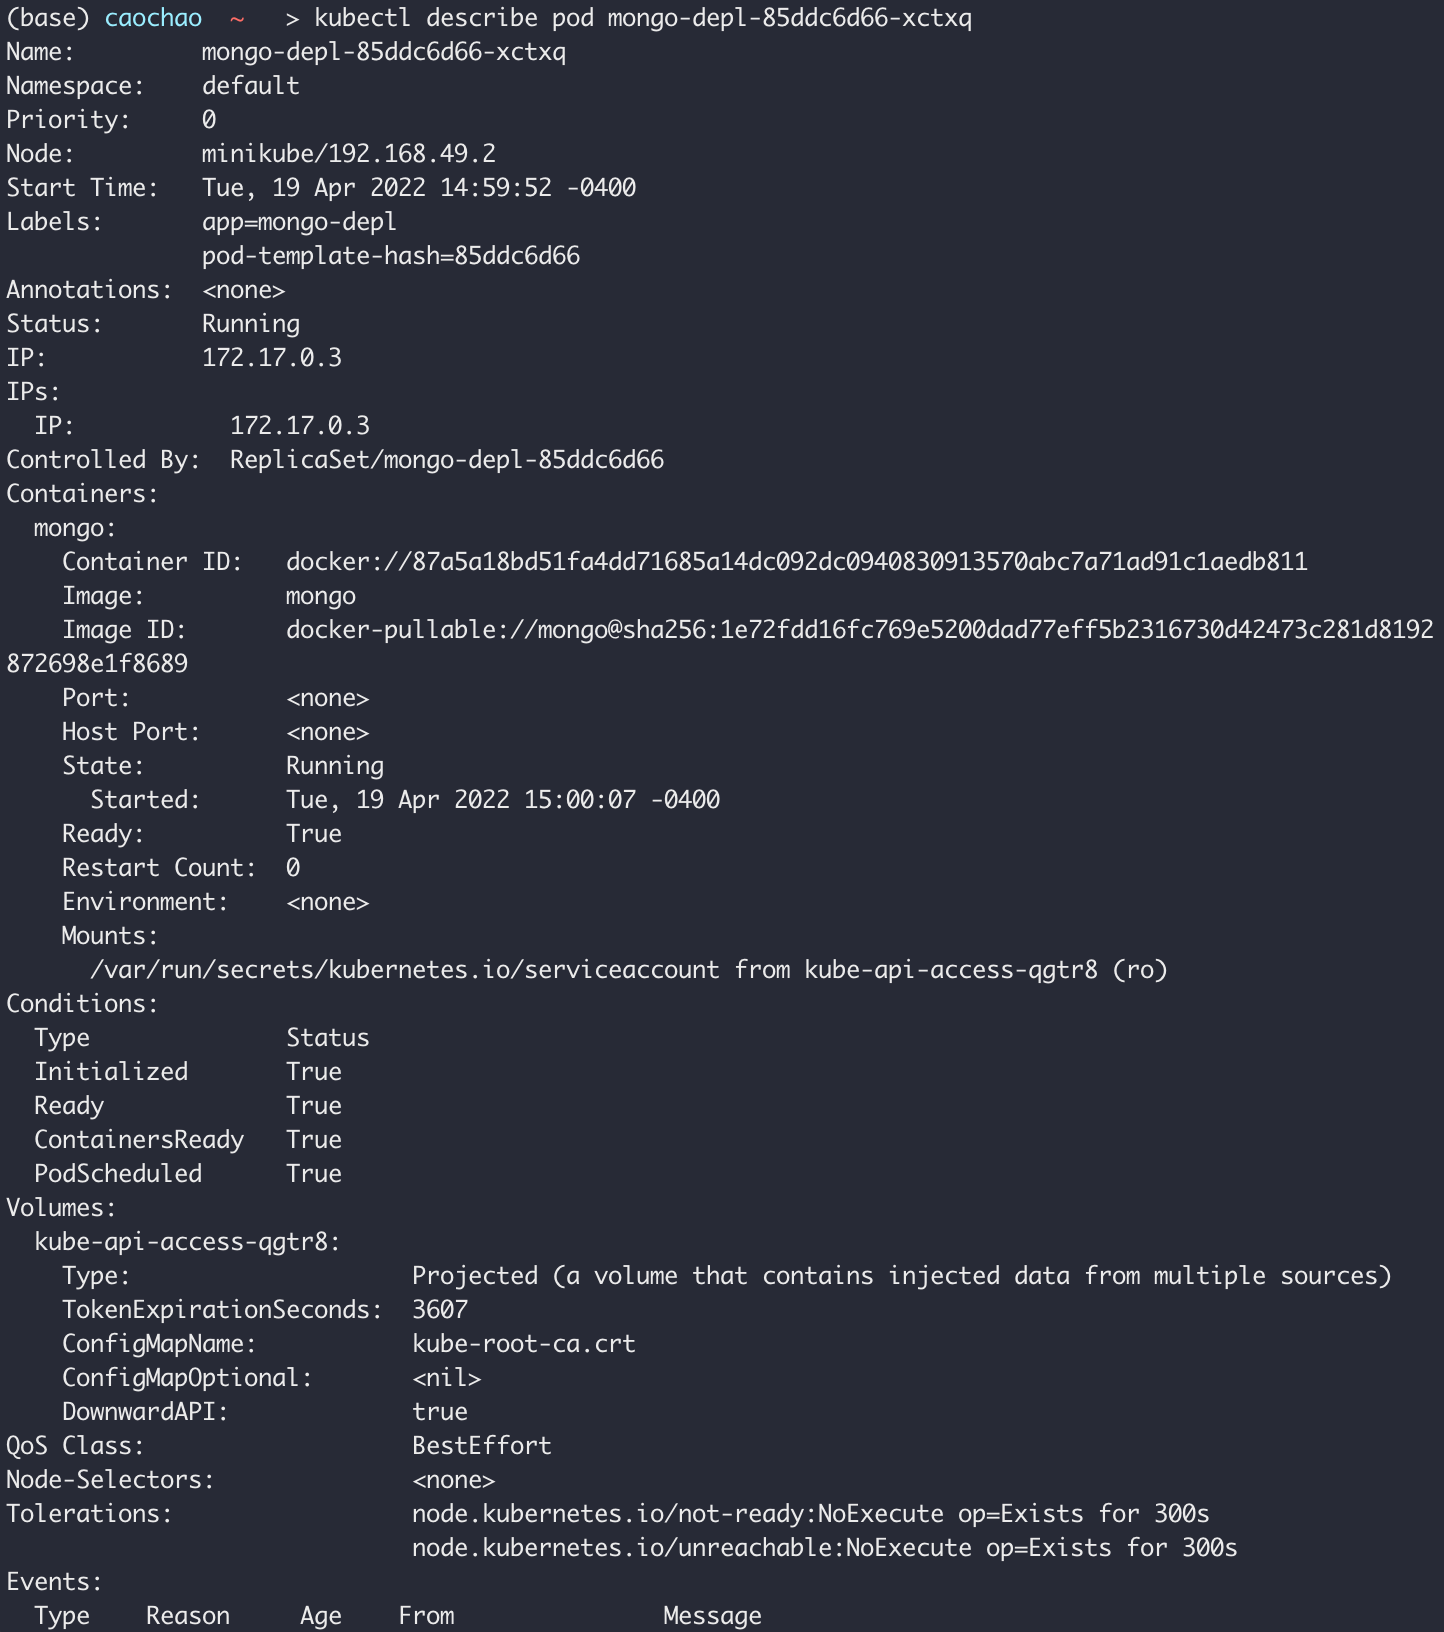 (base) caochao  ~   > kubectl describe pod mongo-depl-85ddc6d66-xctxq
Name:         mongo-depl-85ddc6d66-xctxq
Namespace:    default
Priority:     0
Node:         minikube/192.168.49.2
Start Time:   Tue, 19 Apr 2022 14:59:52 -0400
Labels:       app=mongo-depl
              pod-template-hash=85ddc6d66
Annotations:  <none>
Status:       Running
IP:           172.17.0.3
IPs:
  IP:           172.17.0.3
Controlled By:  ReplicaSet/mongo-depl-85ddc6d66
Containers:
  mongo:
    Container ID:   docker://87a5a18bd51fa4dd71685a14dc092dc0940830913570abc7a71ad91c1aedb811
    Image:          mongo
    Image ID:       docker-pullable://mongo@sha256:1e72fdd16fc769e5200dad77eff5b2316730d42473c281d8192
872698e1f8689
    Port:           <none>
    Host Port:      <none>
    State:          Running
      Started:      Tue, 19 Apr 2022 15:00:07 -0400
    Ready:          True
    Restart Count:  0
    Environment:    <none>
    Mounts:
      /var/run/secrets/kubernetes.io/serviceaccount from kube-api-access-qgtr8 (ro)
Conditions:
  Type              Status
  Initialized       True
  Ready             True
  ContainersReady   True
  PodScheduled      True
Volumes:
  kube-api-access-qgtr8:
    Type:                    Projected (a volume that contains injected data from multiple sources)
    TokenExpirationSeconds:  3607
    ConfigMapName:           kube-root-ca.crt
    ConfigMapOptional:       <nil>
    DownwardAPI:             true
QoS Class:                   BestEffort
Node-Selectors:              <none>
Tolerations:                 node.kubernetes.io/not-ready:NoExecute op=Exists for 300s
                             node.kubernetes.io/unreachable:NoExecute op=Exists for 300s
Events:
  Type    Reason     Age    From               Message